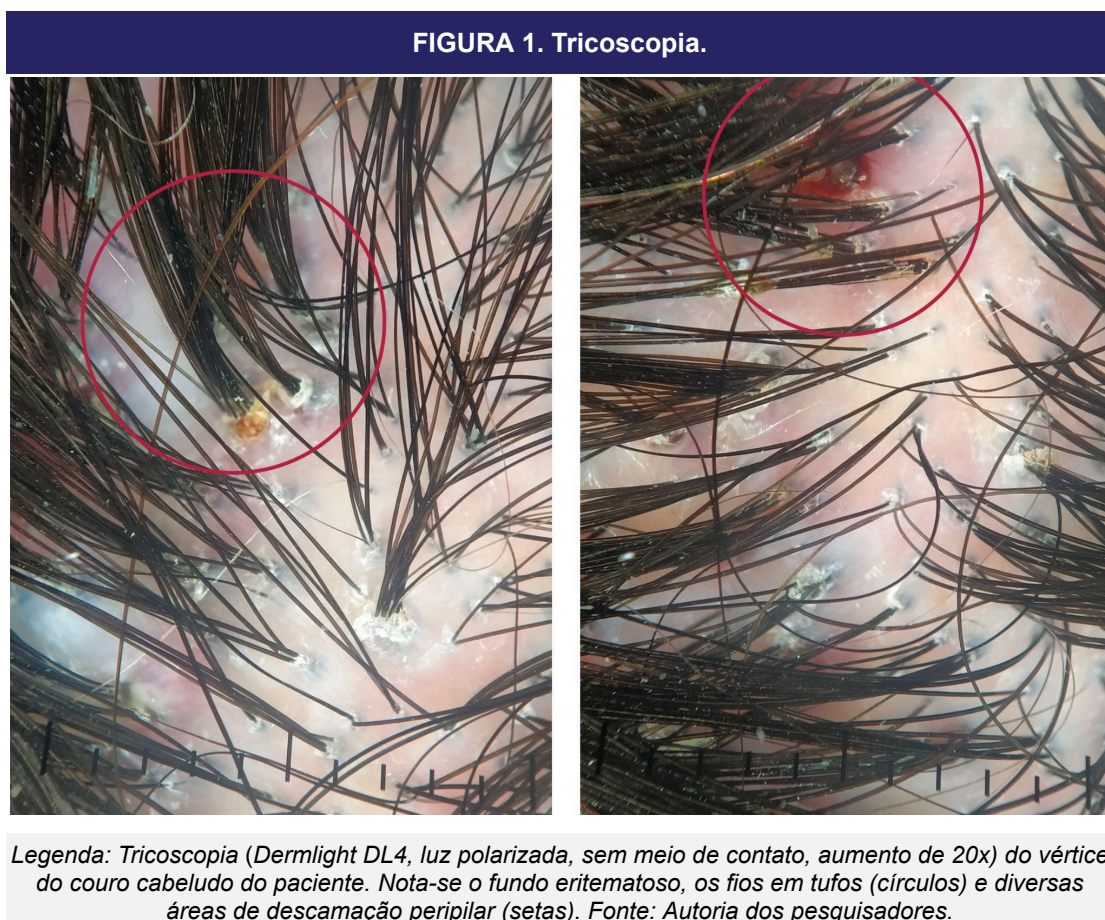 FIGURA 1. Tricoscopia.
Legenda: Tricoscopia (Dermlight DL4, luz polarizada, sem meio de contato, aumento de 20x) do vértice
do couro cabeludo do paciente. Nota-se o fundo eritematoso, os fios em tufos (círculos) e diversas
áreas de descamação peripilar (setas). Fonte: Autoria dos pesquisadores.